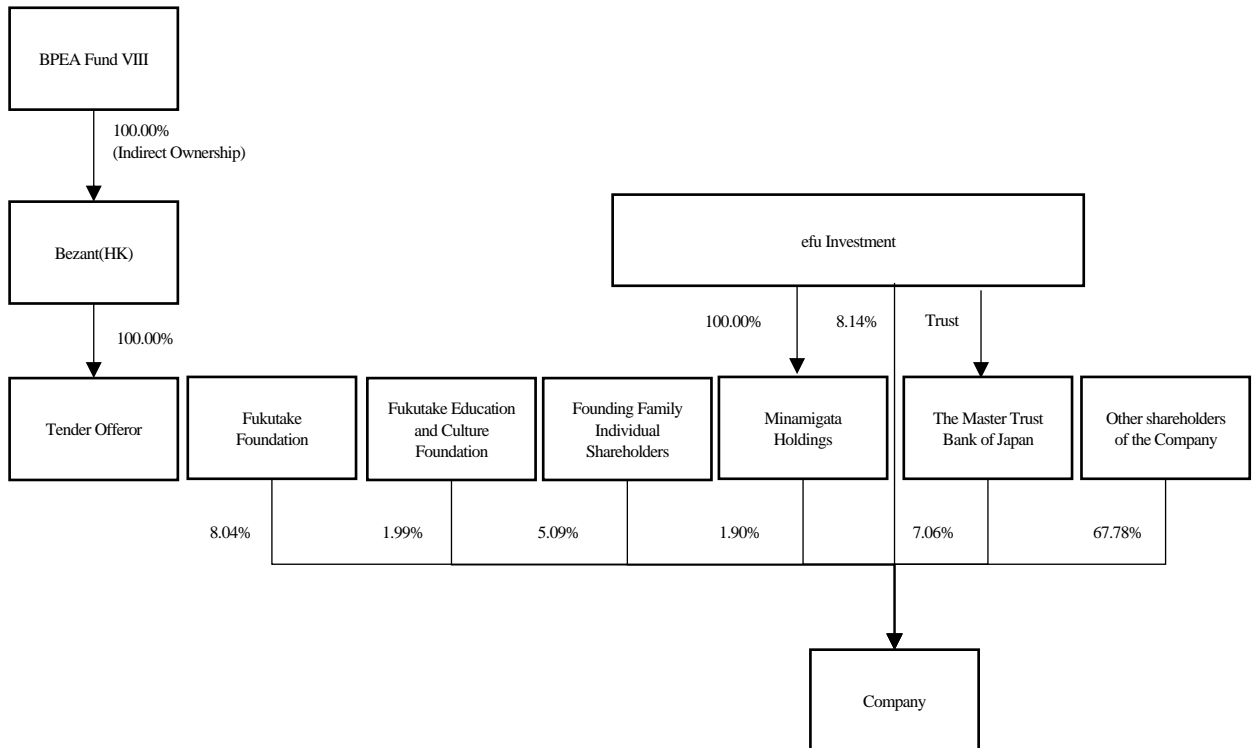 BPEA Fund VIII
100.00%
(Indirect Ownership)
Bezant(HK)
efu Investment
100.00%
100.00%
8.14%
Trust
Tender Offeror
Fukutake
Foundation
Fukutake Education
and Culture
Foundation
Founding Family
Individual
Shareholders
Minamigata
Holdings
The Master Trust
Bank of Japan
Other shareholders
of the Company
8.04%
1.99%
5.09%
1.90%
7.06%
67.78%
Company